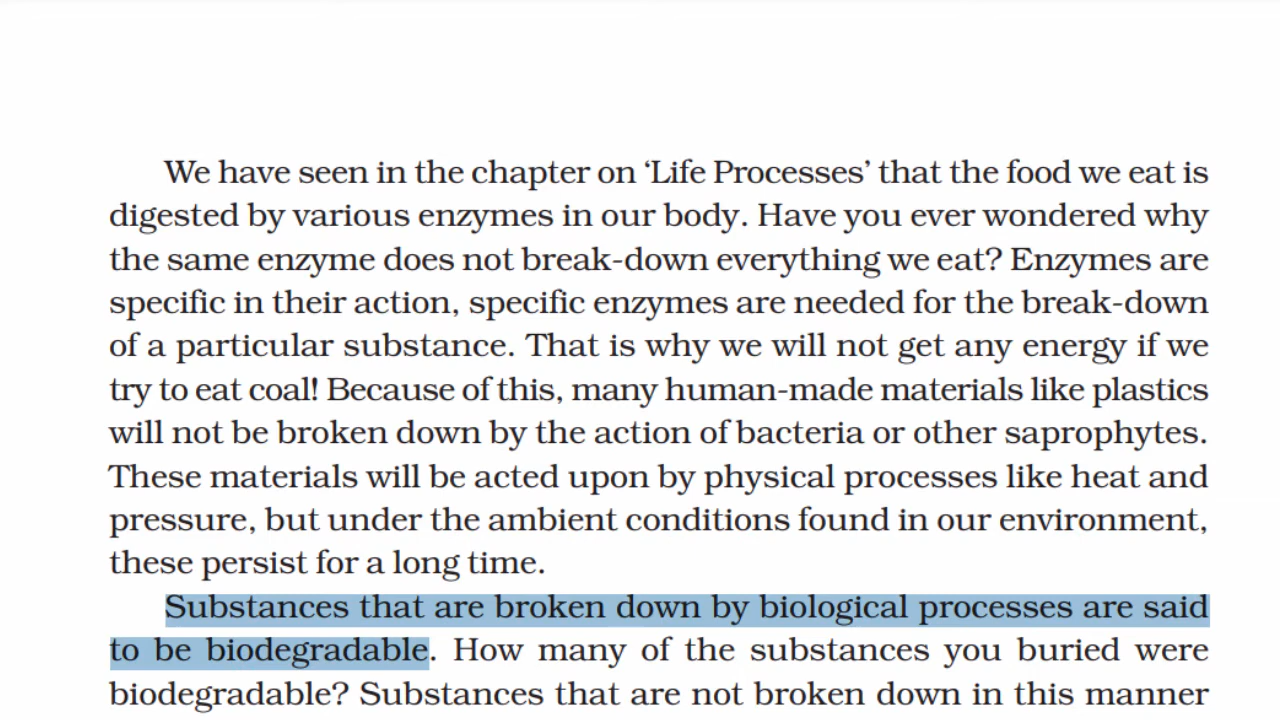 We have seen in the chapter on ‘Life Processes’ that the food we eat is
digested by various enzymes in our body. Have you ever wondered why
the same enzyme does not break-down everything we eat? Enzymes are
specific in their action, specific enzymes are needed for the break-down
of a particular substance. That is why we will not get any energy if we
try to eat coal! Because of this, many human-made materials like plastics
will not be broken down by the action of bacteria or other saprophytes.
These materials will be acted upon by physical processes like heat and
pressure, but under the ambient conditions found in our environment,
these persist for a long time.
Substances that are broken down by biological processes are said
to be biodegradable. How many of the substances you buried were
biodegradable? Substances that are not broken down in this manner